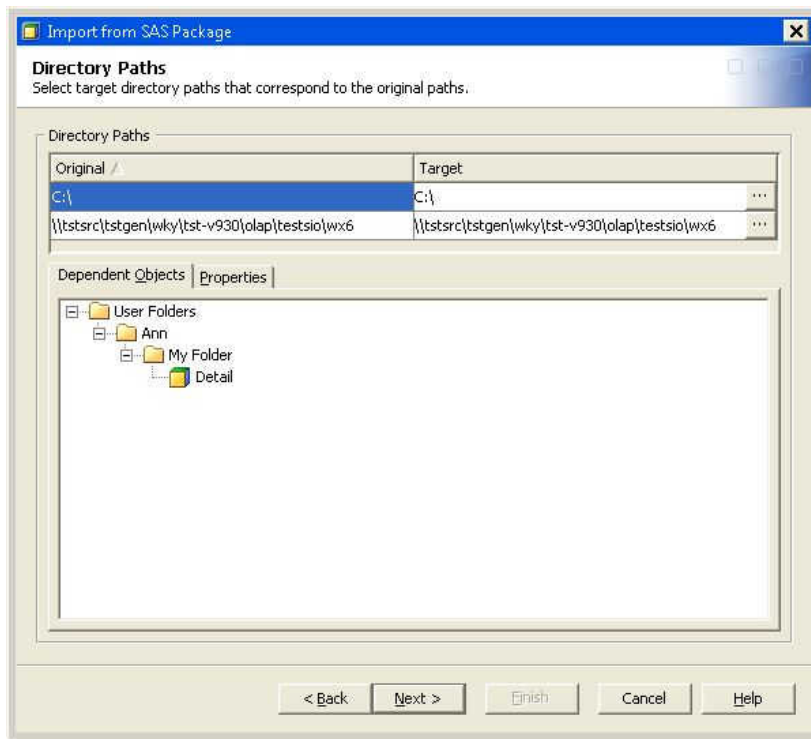 Import from SAS Package
Directory Paths
Select target directory paths that correspond to the original paths.
Directory Paths
Original / Target
C:\ C:\ ...
\\tstsrc\tstgen\wky\tst-v930\olap\testsio\wx6 \\tstsrc\tstgen\wky\tst-v930\olap\testsio\wx6 ...
Dependent Objects Properties
User Folders
Ann
My Folder
Detail
< Back Next > Finish Cancel Help